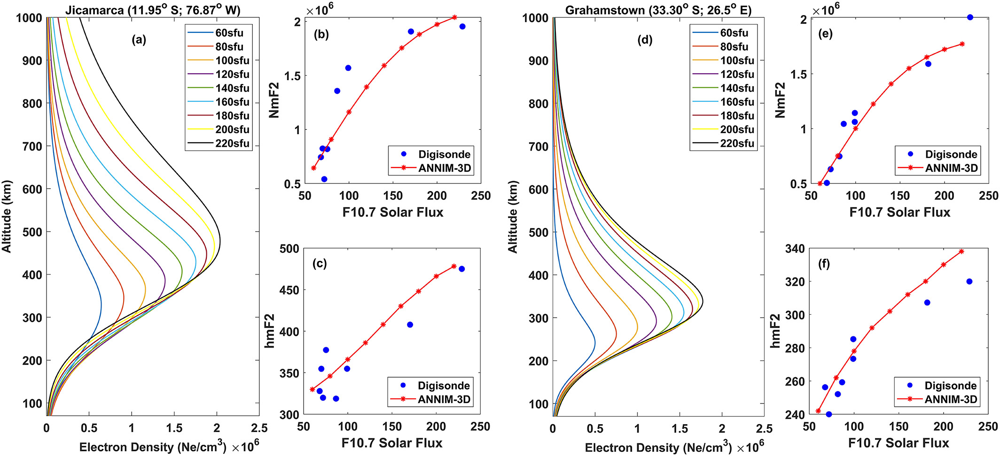 Jicamarca (11.95° S; 76.87° W)
(a)
60sfu
80sfu
100sfu
120sfu
140sfu
160sfu
180sfu
200sfu
220sfu
1000
900
800
700
600
500
400
300
200
100
Altitude (km)
0 0.5 1 1.5 2 2.5
Electron Density (Ne/cm³) ×10⁶
×10⁶
(b)
2
1.5
1
0.5
NmF2
Digisonde
ANNIM-3D
50 100 150 200 250
F10.7 Solar Flux
(c)
500
450
400
350
300
hmF2
Digisonde
ANNIM-3D
50 100 150 200 250
F10.7 Solar Flux
Grahamstown (33.30° S; 26.5° E)
(d)
60sfu
80sfu
100sfu
120sfu
140sfu
160sfu
180sfu
200sfu
220sfu
1000
900
800
700
600
500
400
300
200
100
Altitude (km)
0 0.5 1 1.5 2 2.5
Electron Density (Ne/cm³) ×10⁶
×10⁶
(e)
2
1.5
1
0.5
NmF2
Digisonde
ANNIM-3D
50 100 150 200 250
F10.7 Solar Flux
(f)
340
320
300
280
260
240
hmF2
Digisonde
ANNIM-3D
50 100 150 200 250
F10.7 Solar Flux